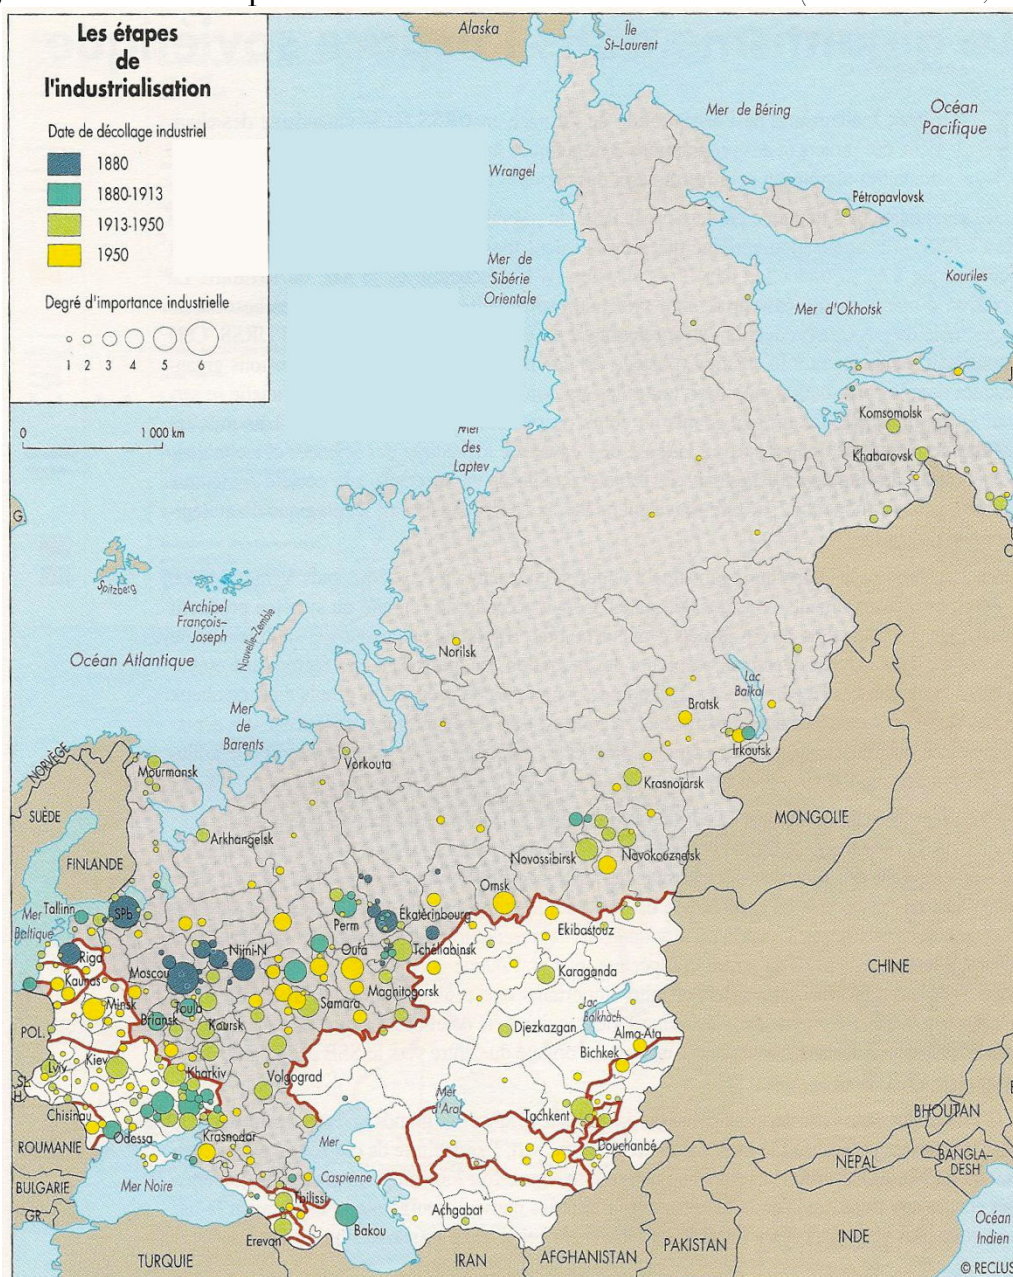 Les étapes
de
l'industrialisation
Date de décollage industriel
1880
1880-1913
1913-1950
1950
Degré d'importance industrielle
1 2 3 4 5 6
0 1 000 km
Alaska
Île
St-Laurent
Mer de Béring
Océan
Pacifique
Wrangel
Pétropavlovsk
Mer de
Sibérie
Orientale
Kouriles
Mer d'Okhotsk
J
Komsomolsk
Khabarovsk
Mer
des
Laptev
G.
C
Spitzberg
Archipel
François-
Joseph
Nouvelle-Zemble
Océan Atlantique
Norilsk
Lac
Baïkal
Mer
de
Barents
Bratsk
Irkoutsk
NORVÈGE
Mourmansk
Vorkouta
Krasnoïarsk
SUÈDE
MONGOLIE
Arkhangelsk
FINLANDE
Novossibirsk
Novokouznetsk
Omsk
Tallinn
SPb
Mer
Baltique
Perm
Ékatérinbourg
Ekibastouz
Riga
Moscou
Nijni-N
Oufa
Tchéliabinsk
Kaunas
Karaganda
CHINE
Minsk
Toula
Samara
Magnitogorsk
Briansk
Koursk
Djezkazgan
Lac
Balkhach
POL.
Alma-Ata
Bichkek
Lviv
Kiev
Kharkiv
Volgograd
SL.
H.
Mer
d'Aral
Tachkent
Chisinau
Odessa
BHOUTAN
ROUMANIE
Krasnodar
Mer
Caspienne
Douchanbé
NÉPAL
BANGLA-
DESH
BULGARIE
Mer Noire
Tbilissi
Achgabat
GR.
Bakou
Océan
Indien
Erevan
INDE
TURQUIE
IRAN
AFGHANISTAN
PAKISTAN
© RECLUS